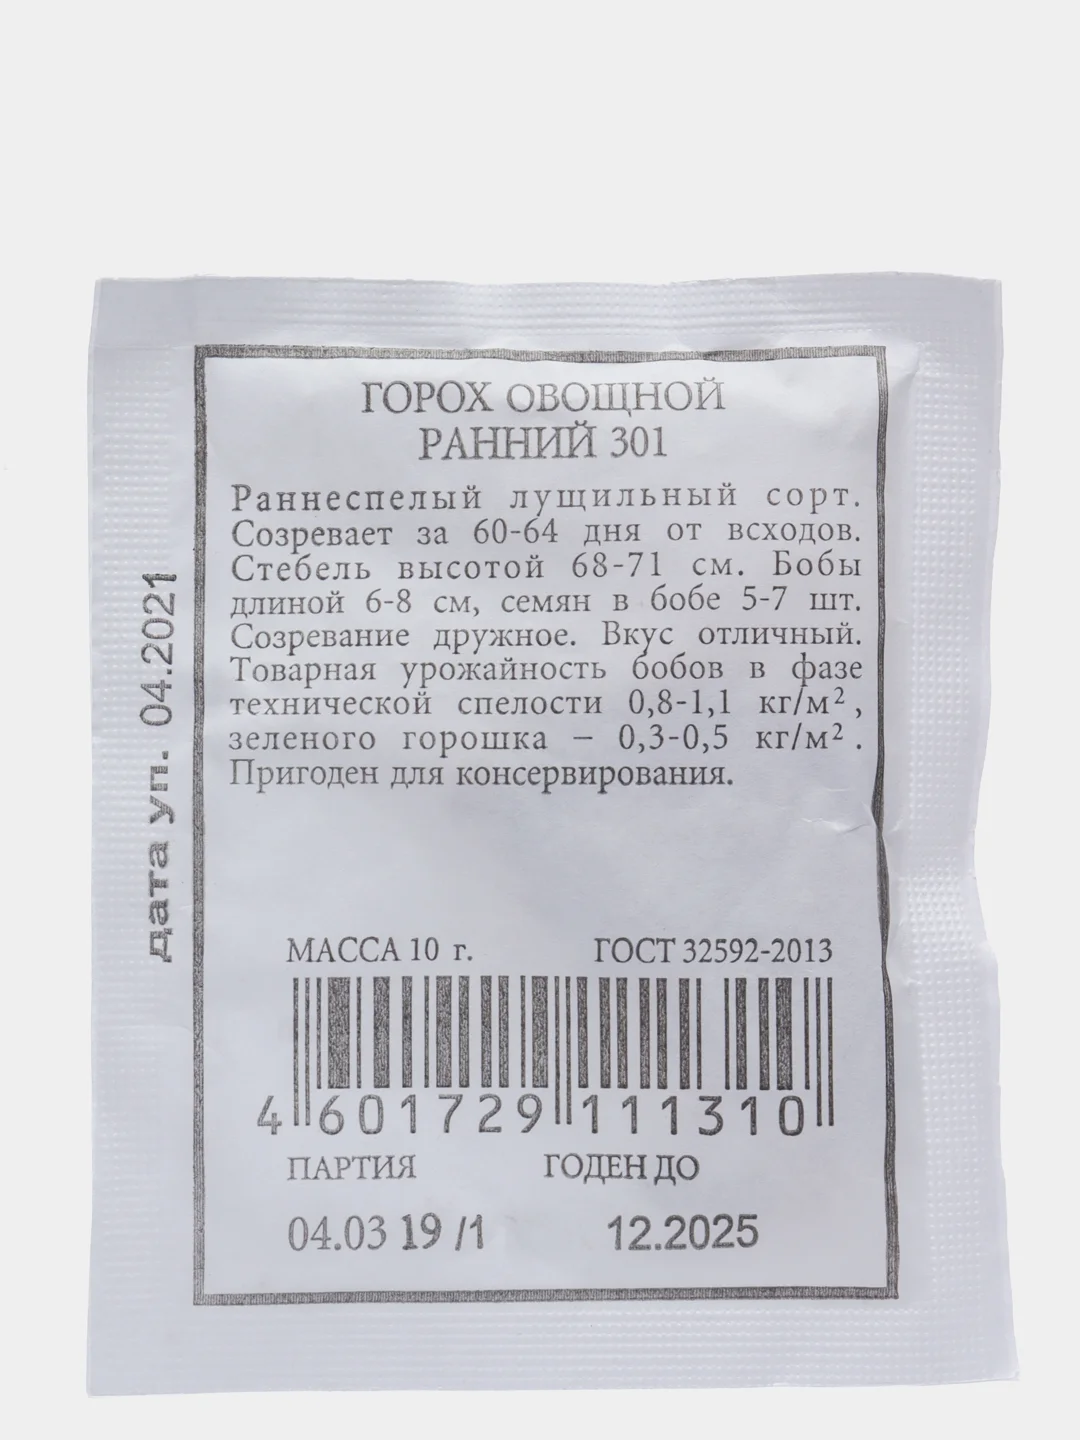 ГОРОХ ОВОЩНОЙ
РАННИЙ 301
Раннеспелый лущильный сорт.
Созревает за 60-64 дня от всходов.
Стебель высотой 68-71 см. Бобы
длиной 6-8 см, семян в бобе 5-7 шт.
Созревание дружное. Вкус отличный.
Товарная урожайность бобов в фазе
технической спелости 0,8-1,1 кг/м²,
зеленого горошка – 0,3-0,5 кг/м².
Пригоден для консервирования.
дата уп. 04.2021
МАССА 10 г. ГОСТ 32592-2013
4 601729 111310
ПАРТИЯ ГОДЕН ДО
04.03 19 /1 12.2025